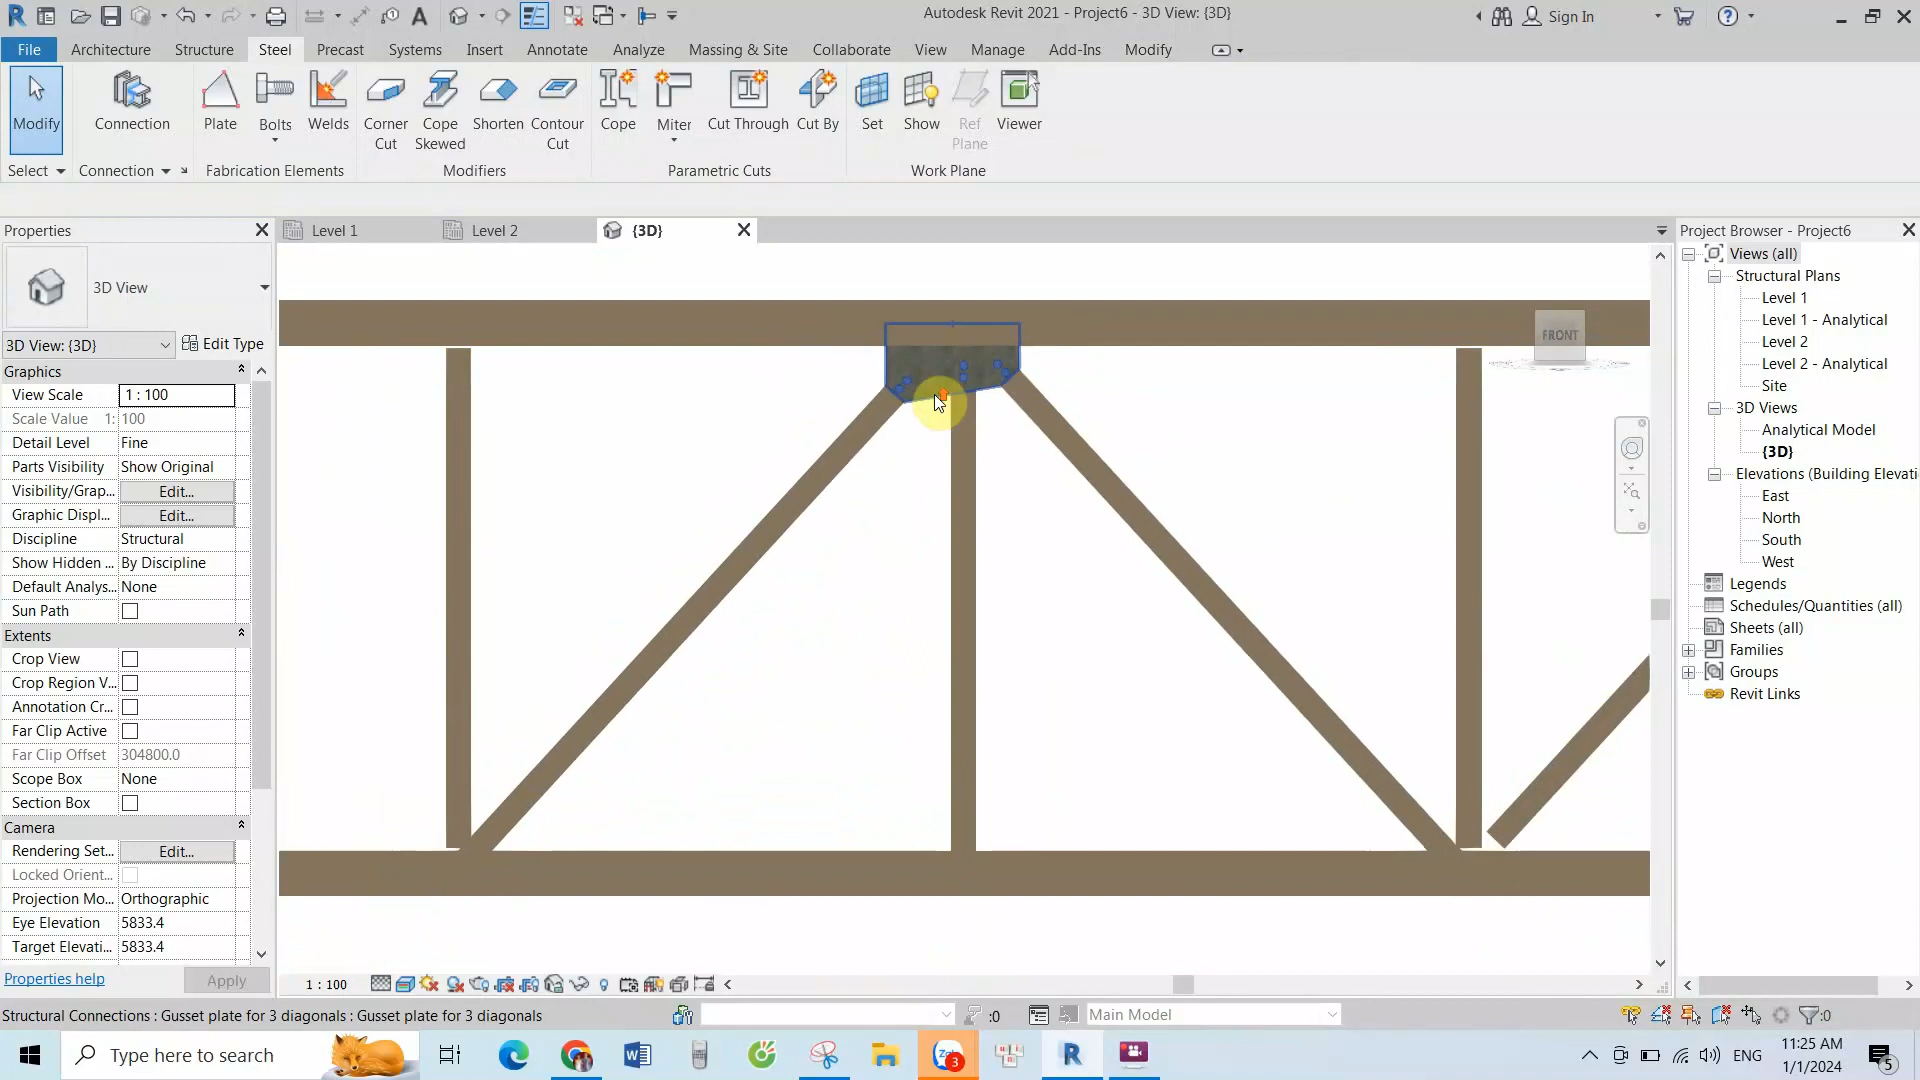 Autodesk Revit 2021 - Project6 - 3D View: {3D}
Sign In
File Architecture Structure Steel Precast Systems Insert Annotate Analyze Massing & Site Collaborate View Manage Add-Ins Modify
Modify
Connection
Plate
Bolts
Welds
Corner Cut
Cope Skewed
Shorten
Contour Cut
Cope
Miter
Cut Through
Cut By
Set
Show
Ref Plane
Viewer
Select
Connection
Fabrication Elements
Modifiers
Parametric Cuts
Work Plane
Properties
Level 1
Level 2
{3D}
3D View
3D View: {3D}
Edit Type
Graphics
View Scale 1 : 100
Scale Value 1: 100
Detail Level Fine
Parts Visibility Show Original
Visibility/Grap... Edit...
Graphic Displ... Edit...
Discipline Structural
Show Hidden ... By Discipline
Default Analys... None
Sun Path
Extents
Crop View
Crop Region V...
Annotation Cr...
Far Clip Active
Far Clip Offset 304800.0
Scope Box None
Section Box
Camera
Rendering Set... Edit...
Locked Orient...
Projection Mo... Orthographic
Eye Elevation 5833.4
Target Elevati... 5833.4
Properties help
Apply
FRONT
Project Browser - Project6
Views (all)
Structural Plans
Level 1
Level 1 - Analytical
Level 2
Level 2 - Analytical
Site
3D Views
Analytical Model
{3D}
Elevations (Building Elevati
East
North
South
West
Legends
Schedules/Quantities (all)
Sheets (all)
Families
Groups
Revit Links
1 : 100
Structural Connections : Gusset plate for 3 diagonals : Gusset plate for 3 diagonals
:0
Main Model
:0
Type here to search
3
ENG
11:25 AM
1/1/2024
5